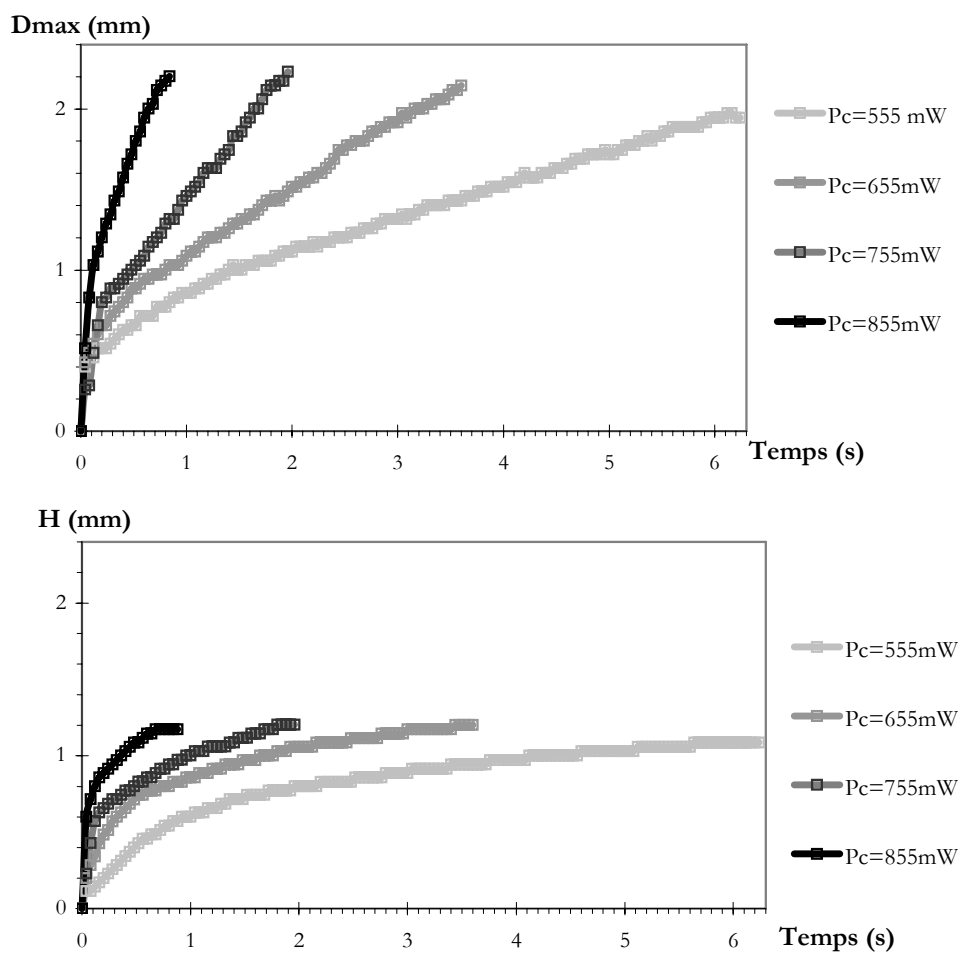 Dmax (mm)
2
1
0
0 1 2 3 4 5 6
Temps (s)
Pc=555 mW
Pc=655mW
Pc=755mW
Pc=855mW
H (mm)
2
1
0
0 1 2 3 4 5 6
Temps (s)
Pc=555mW
Pc=655mW
Pc=755mW
Pc=855mW